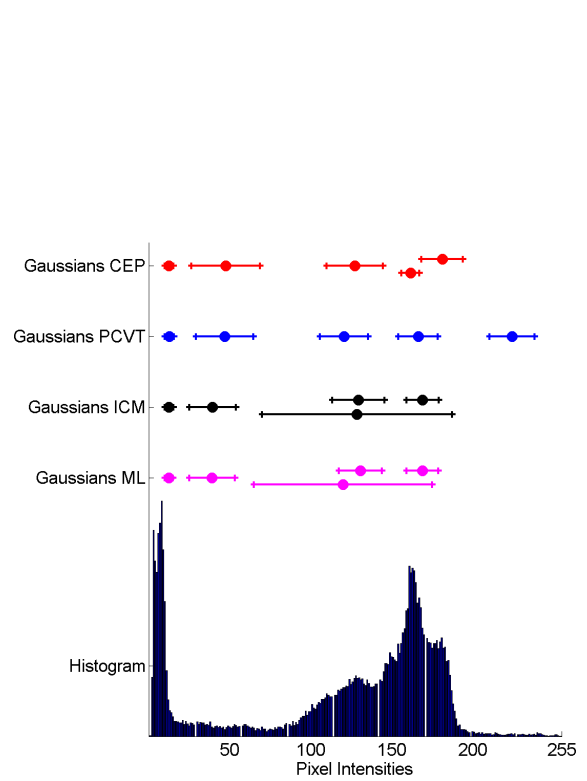 Gaussians CEP
Gaussians PCVT
Gaussians ICM
Gaussians ML
Histogram
50 100 150 200 255
Pixel Intensities